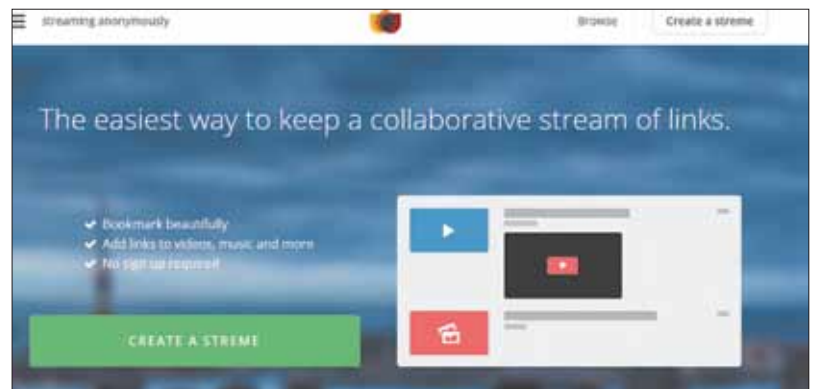 streaming anonymously
Browse
Create a streme
The easiest way to keep a collaborative stream of links.
Bookmark beautifully
Add links to videos, music and more
No sign up required
CREATE A STREME